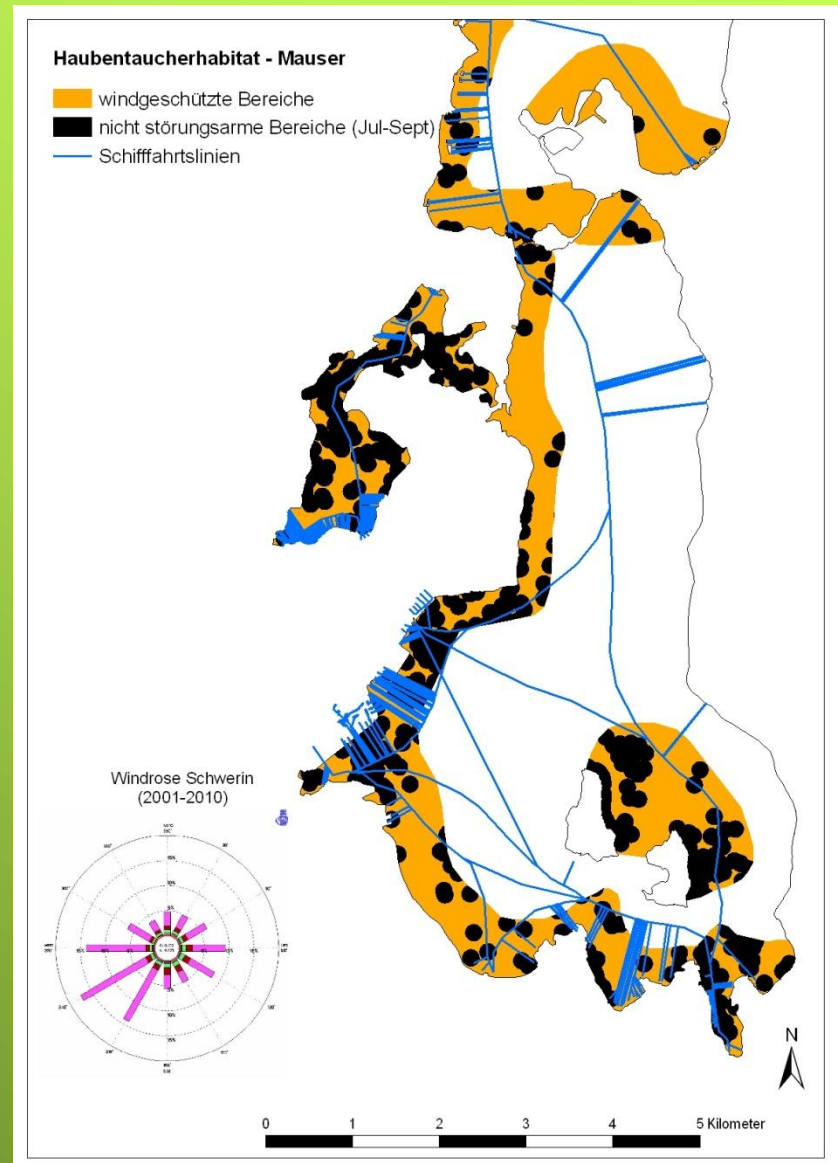 Haubentaucherhabitat - Mauser
windgeschützte Bereiche
nicht störungsarme Bereiche (Jul-Sept)
Schifffahrtslinien
Windrose Schwerin
(2001-2010)
N
0 1 2 3 4 5 Kilometer